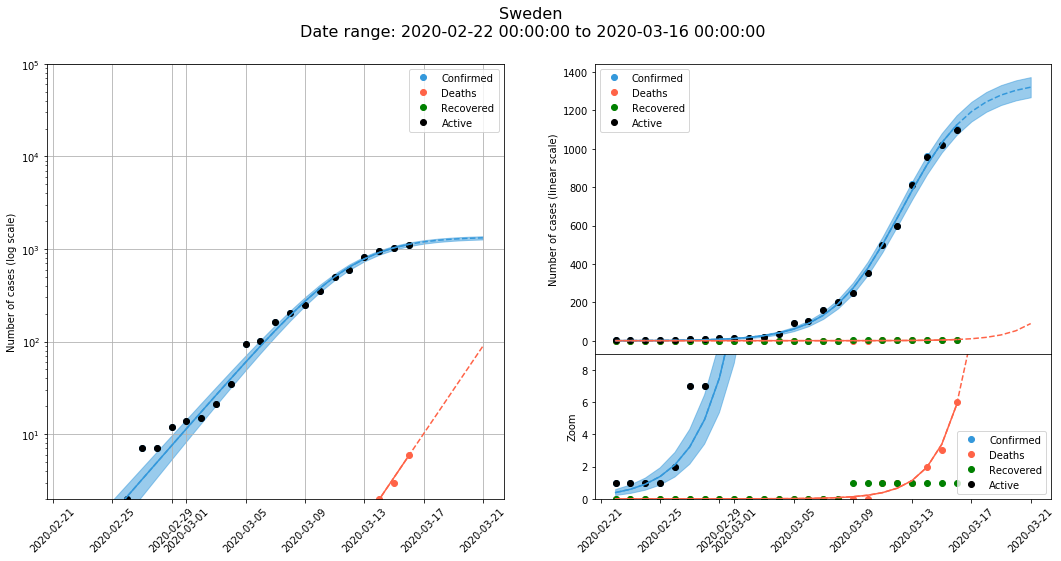 Sweden
Date range: 2020-02-22 00:00:00 to 2020-03-16 00:00:00
Number of cases (log scale)
10^5
10^4
10^3
10^2
10^1
Confirmed
Deaths
Recovered
Active
2020-02-21
2020-02-25
2020-02-29
2020-03-01
2020-03-05
2020-03-09
2020-03-13
2020-03-17
2020-03-21
Number of cases (linear scale)
1400
1200
1000
800
600
400
200
0
Confirmed
Deaths
Recovered
Active
Zoom
8
6
4
2
0
Confirmed
Deaths
Recovered
Active
2020-02-21
2020-02-25
2020-02-29
2020-03-01
2020-03-05
2020-03-09
2020-03-13
2020-03-17
2020-03-21